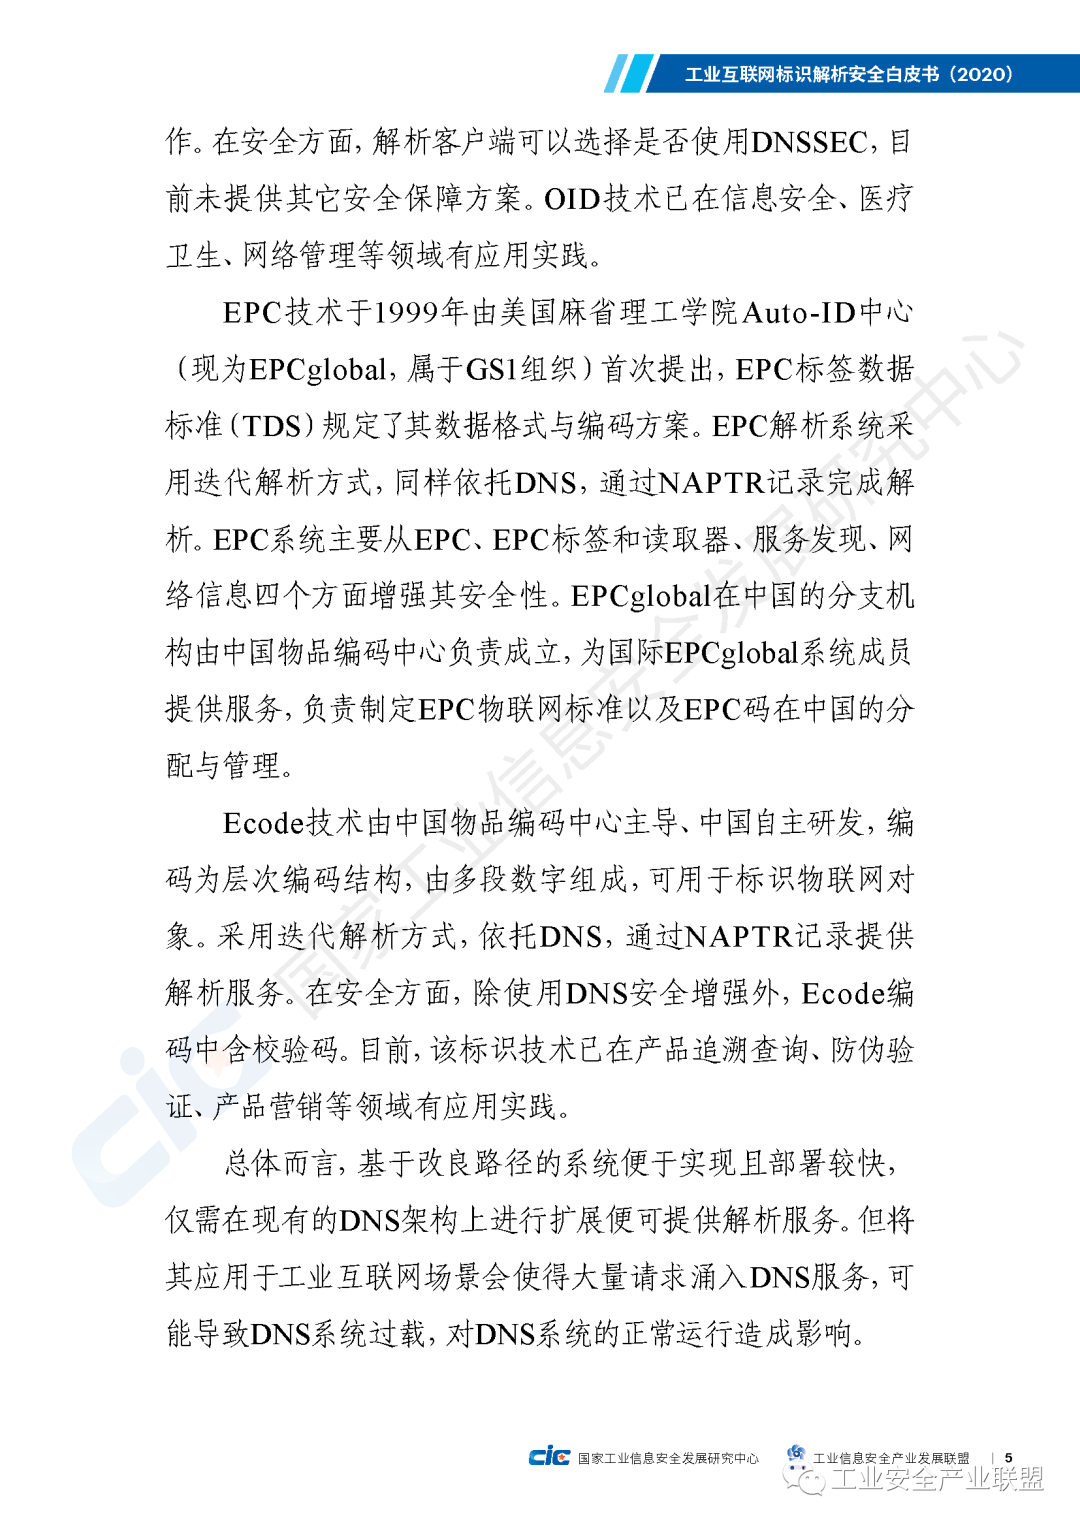 工业互联网标识解析安全白皮书（2020）
作。在安全方面，解析客户端可以选择是否使用DNSSEC，目
前未提供其它安全保障方案。OID技术已在信息安全、医疗
卫生、网络管理等领域有应用实践。
EPC技术于1999年由美国麻省理工学院Auto-ID中心
（现为EPCglobal，属于GS1组织）首次提出，EPC标签数据
标准（TDS）规定了其数据格式与编码方案。EPC解析系统采
用迭代解析方式，同样依托DNS，通过NAPTR记录完成解
析。EPC系统主要从EPC、EPC标签和读取器、服务发现、网
络信息四个方面增强其安全性。EPCglobal在中国的分支机
构由中国物品编码中心负责成立，为国际EPCglobal系统成员
提供服务，负责制定EPC物联网标准以及EPC码在中国的分
配与管理。
Ecode技术由中国物品编码中心主导、中国自主研发，编
码为层次编码结构，由多段数字组成，可用于标识物联网对
象。采用迭代解析方式，依托DNS，通过NAPTR记录提供
解析服务。在安全方面，除使用DNS安全增强外，Ecode编
码中含校验码。目前，该标识技术已在产品追溯查询、防伪验
证、产品营销等领域有应用实践。
总体而言，基于改良路径的系统便于实现且部署较快，
仅需在现有的DNS架构上进行扩展便可提供解析服务。但将
其应用于工业互联网场景会使得大量请求涌入DNS服务，可
能导致DNS系统过载，对DNS系统的正常运行造成影响。
cic 国家工业信息安全发展研究中心
cic 国家工业信息安全发展研究中心 工业信息安全产业发展联盟 | 5
工业安全产业联盟